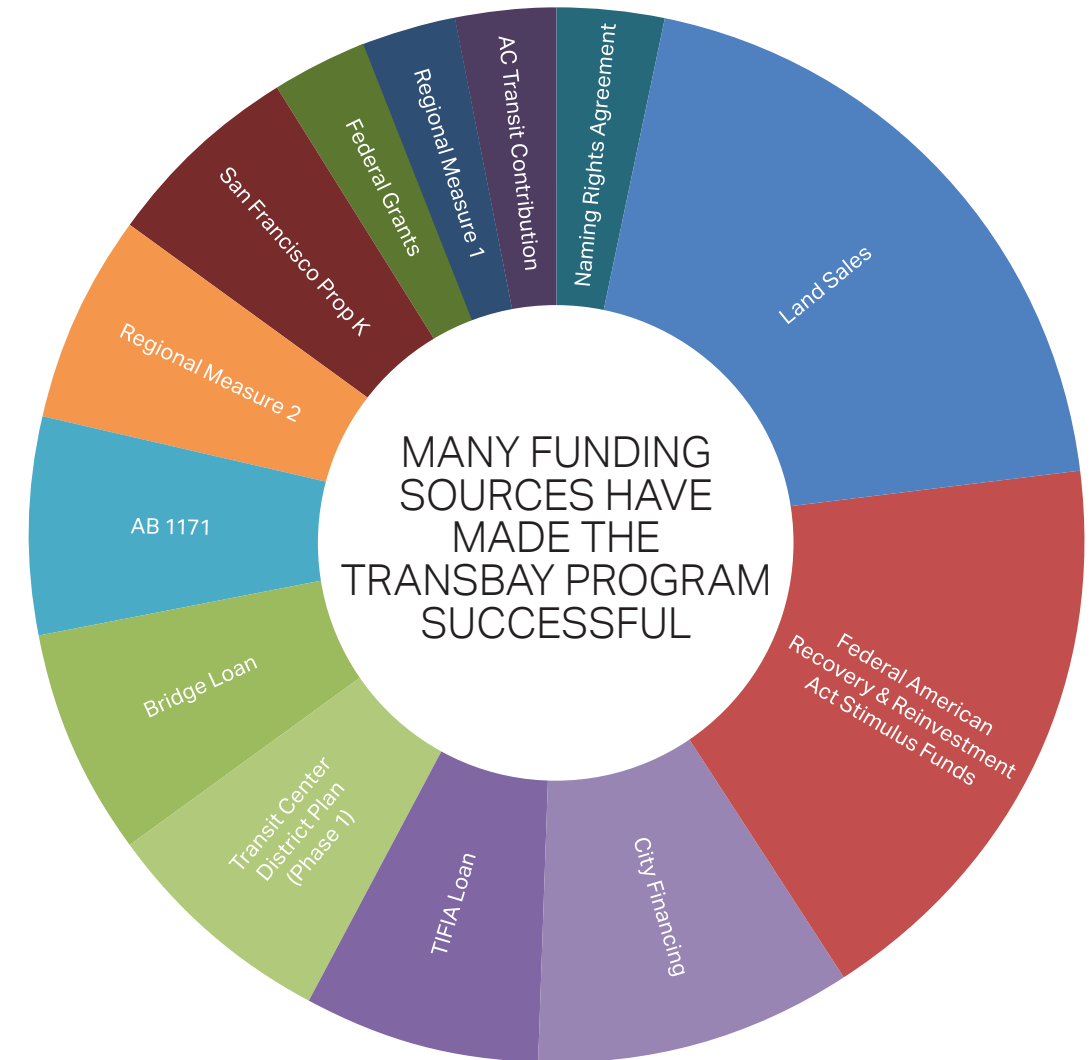 MANY FUNDING
SOURCES HAVE
MADE THE
TRANSBAY PROGRAM
SUCCESSFUL
Naming Rights Agreement
Land Sales
Federal American
Recovery & Reinvestment
Act Stimulus Funds
City Financing
TIFIA Loan
Transit Center
District Plan
(Phase 1)
Bridge Loan
AB 1171
Regional Measure 2
San Francisco Prop K
Federal Grants
Regional Measure 1
AC Transit Contribution